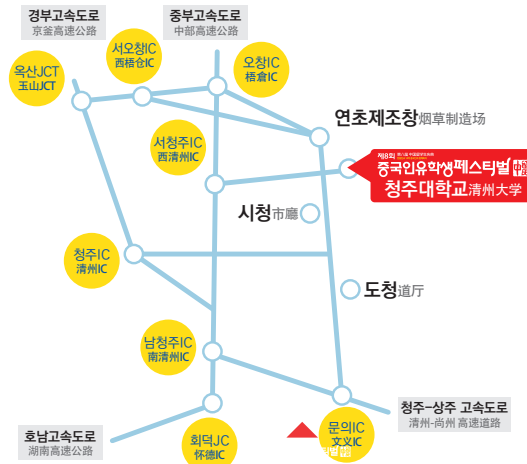 경부고속도로
京釜高速公路
중부고속도로
中部高速公路
서오창IC
西梧仓IC
오창IC
梧倉IC
옥산JCT
玉山JCT
연초제조창烟草制造场
서청주IC
西清州IC
제8회
중국인유학생페스티벌
청주대학교清州大学
시청市廳
청주IC
清州IC
도청道厅
남청주IC
南清州IC
청주-상주 고속도로
清州-尚州 高速道路
호남고속도로
湖南高速公路
회덕JC
怀德IC
문의IC
文义IC